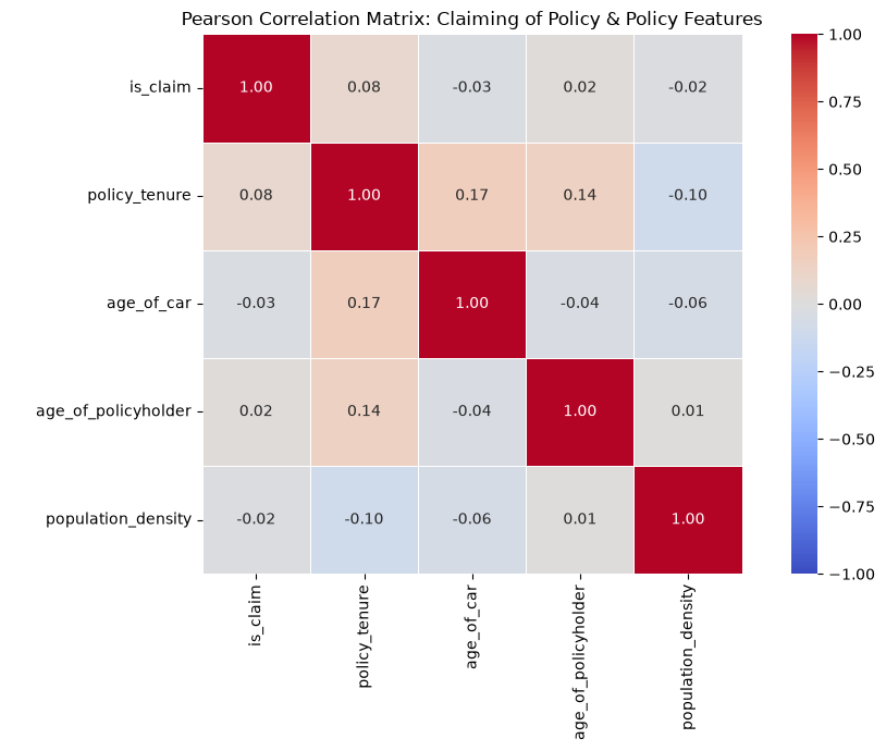 Pearson Correlation Matrix: Claiming of Policy & Policy Features
is_claim 1.00 0.08 -0.03 0.02 -0.02
policy_tenure 0.08 1.00 0.17 0.14 -0.10
age_of_car -0.03 0.17 1.00 -0.04 -0.06
age_of_policyholder 0.02 0.14 -0.04 1.00 0.01
population_density -0.02 -0.10 -0.06 0.01 1.00
is_claim
policy_tenure
age_of_car
age_of_policyholder
population_density
1.00
0.75
0.50
0.25
0.00
−0.25
−0.50
−0.75
−1.00